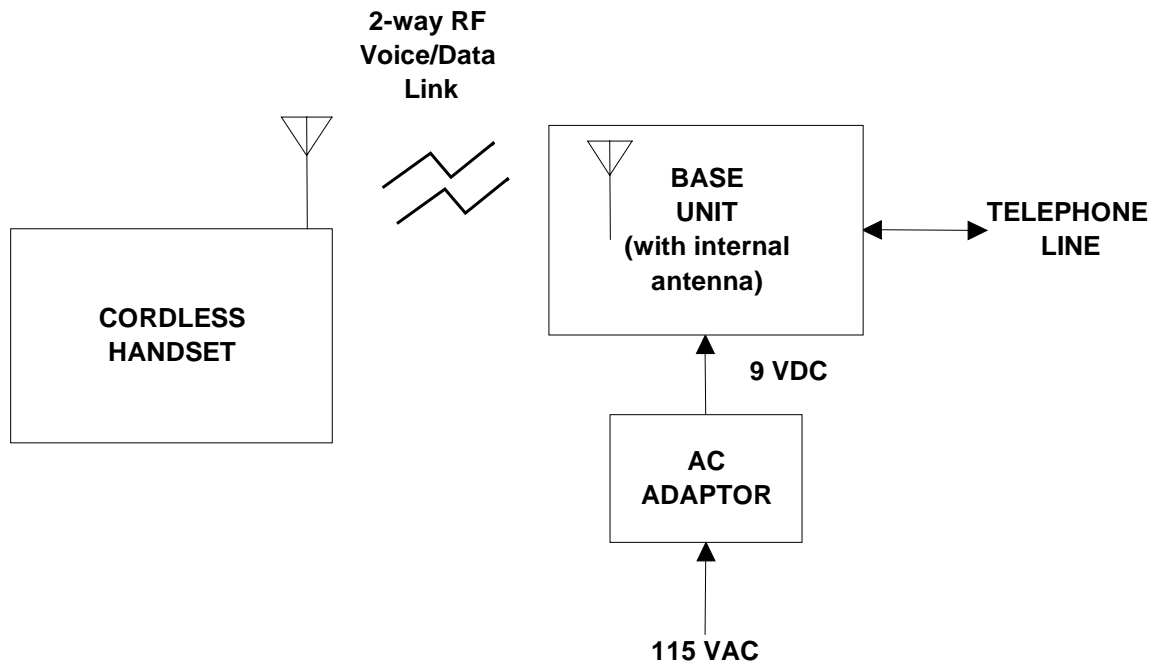 2-way RF
Voice/Data
Link
BASE
UNIT
(with internal
antenna)
TELEPHONE
LINE
CORDLESS
HANDSET
9 VDC
AC
ADAPTOR
115 VAC